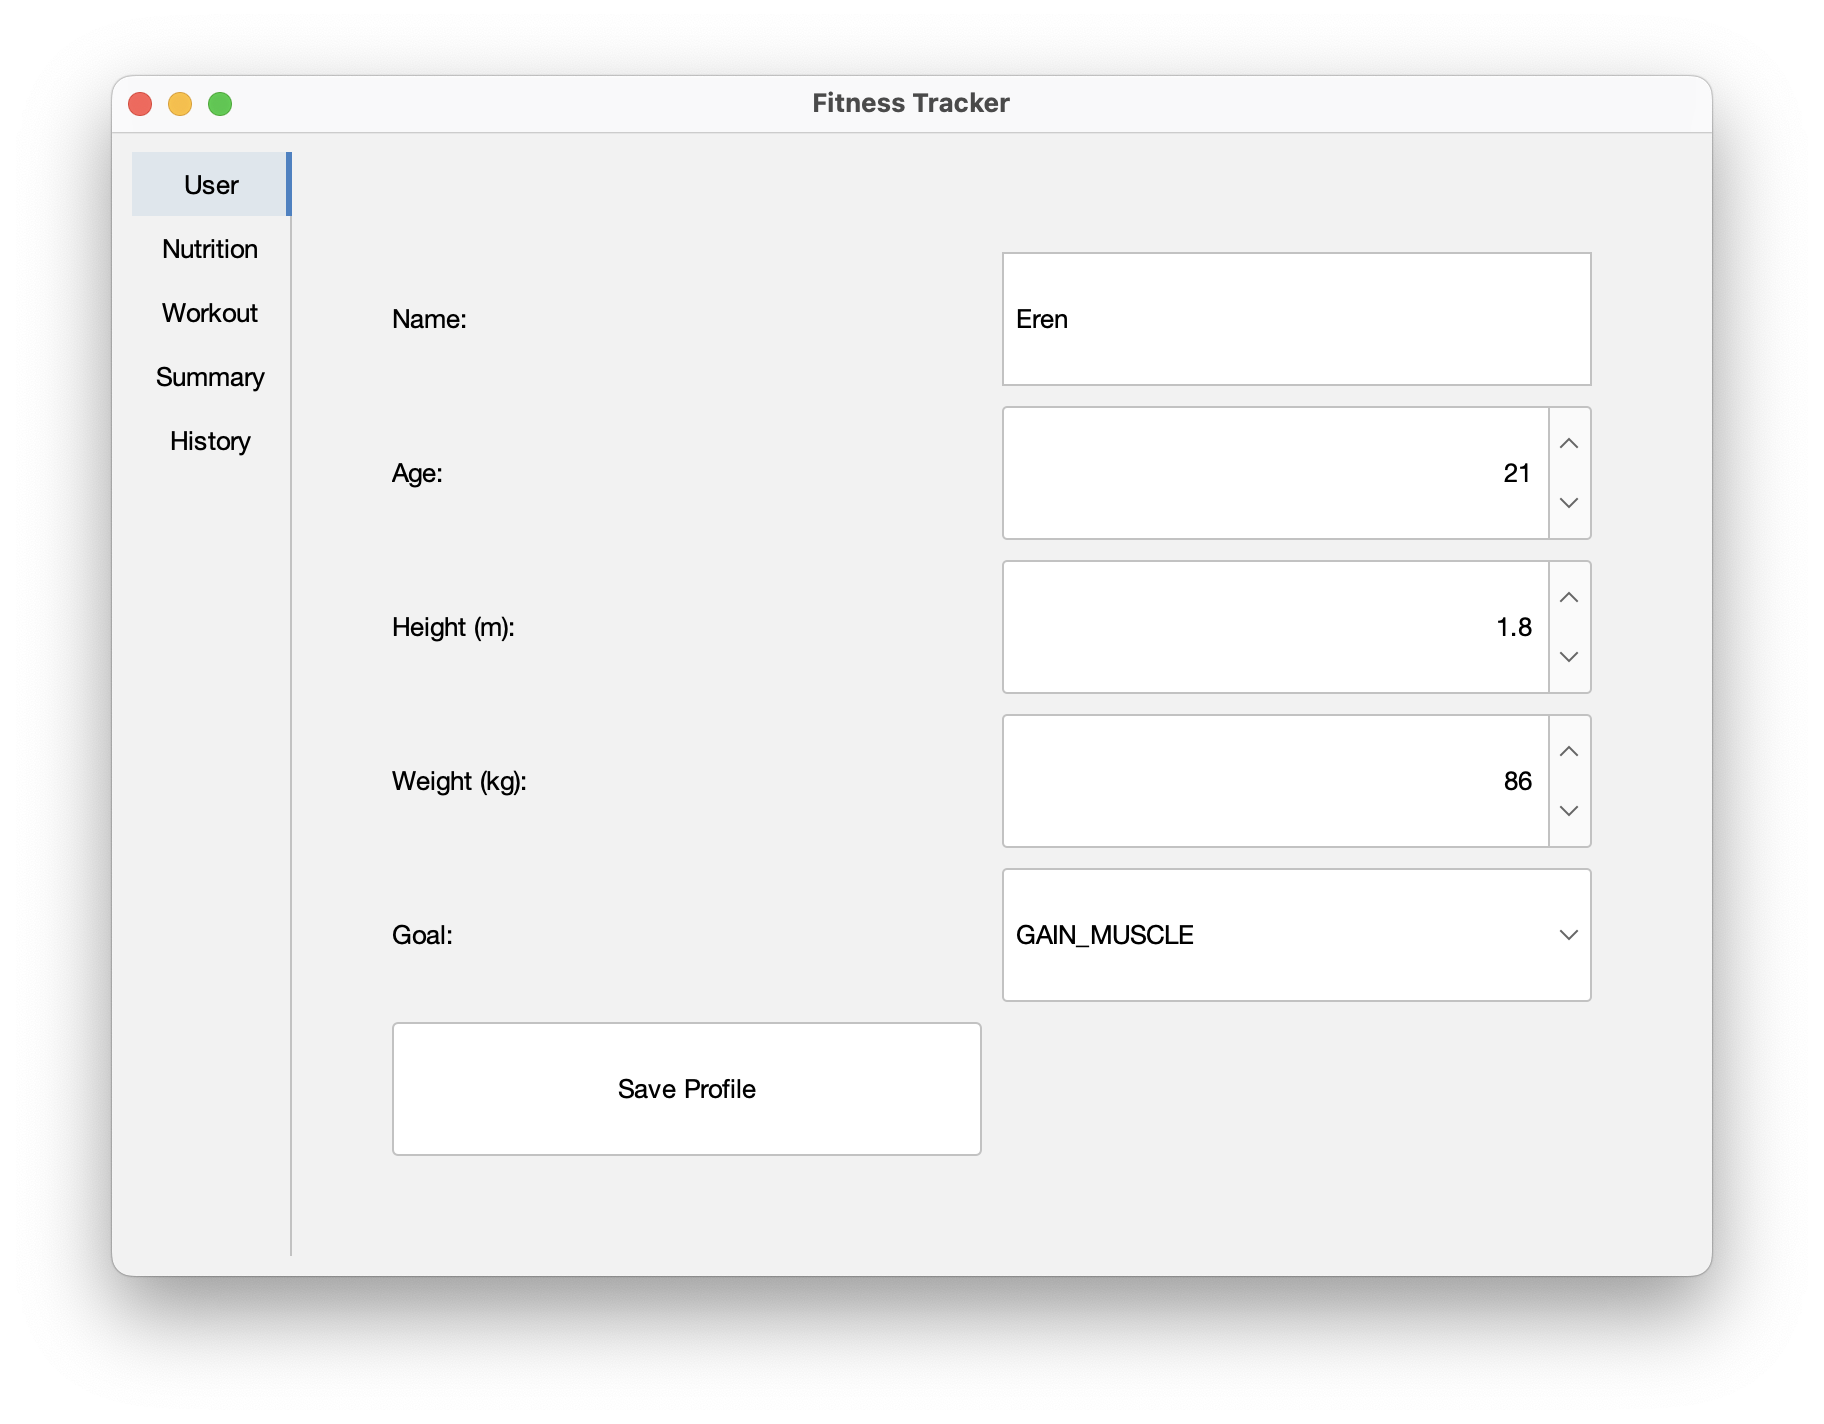 Fitness Tracker
User
Nutrition
Workout
Summary
History
Name:
Eren
Age:
21
Height (m):
1.8
Weight (kg):
86
Goal:
GAIN_MUSCLE
Save Profile